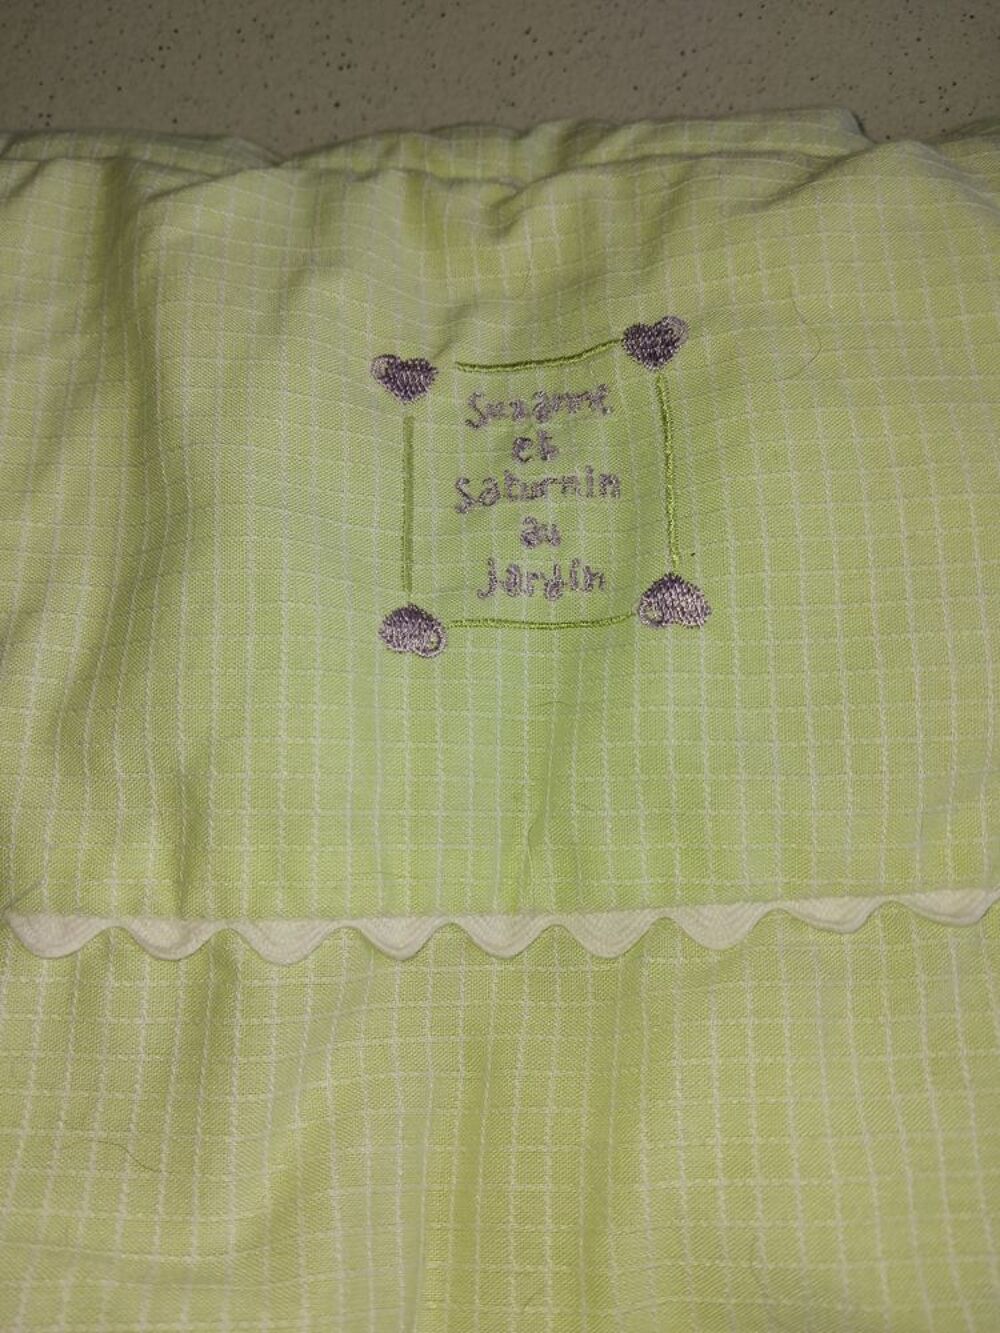 Suzanne
et
Saturnin
au
jardin